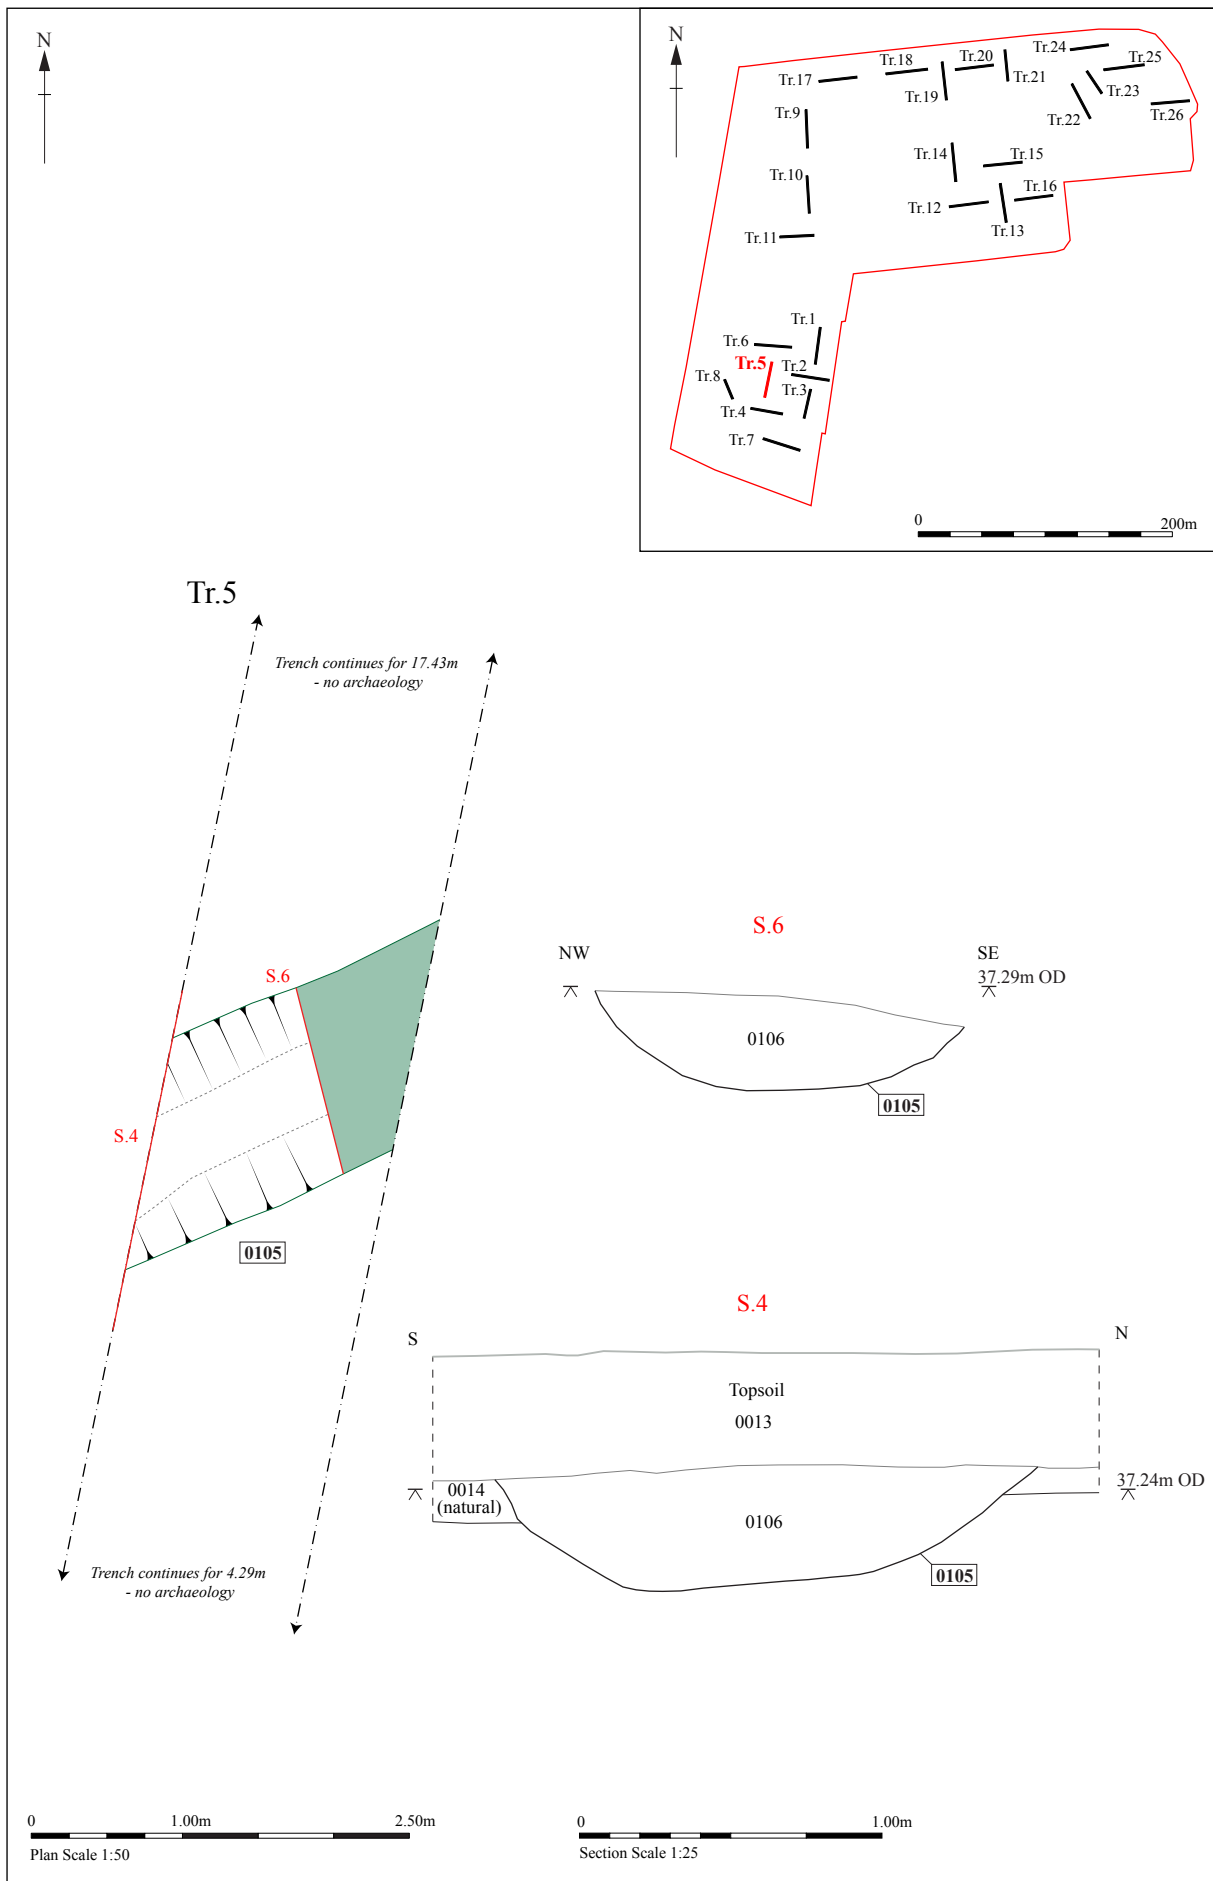 N
N
Tr.24
Tr.25
Tr.18
Tr.20
Tr.17
Tr.21
Tr.19
Tr.23
Tr.26
Tr.9
Tr.22
Tr.14
Tr.15
Tr.10
Tr.16
Tr.12
Tr.13
Tr.11
Tr.1
Tr.6
Tr.5
Tr.2
Tr.8
Tr.3
Tr.4
Tr.7
0
200m
Tr.5
Trench continues for 17.43m
- no archaeology
S.6
NW
SE
37.29m OD
S.6
0106
0105
S.4
0105
S.4
S
N
Topsoil
0013
37.24m OD
0014
(natural)
0106
0105
Trench continues for 4.29m
- no archaeology
0
1.00m
2.50m
Plan Scale 1:50
0
1.00m
Section Scale 1:25